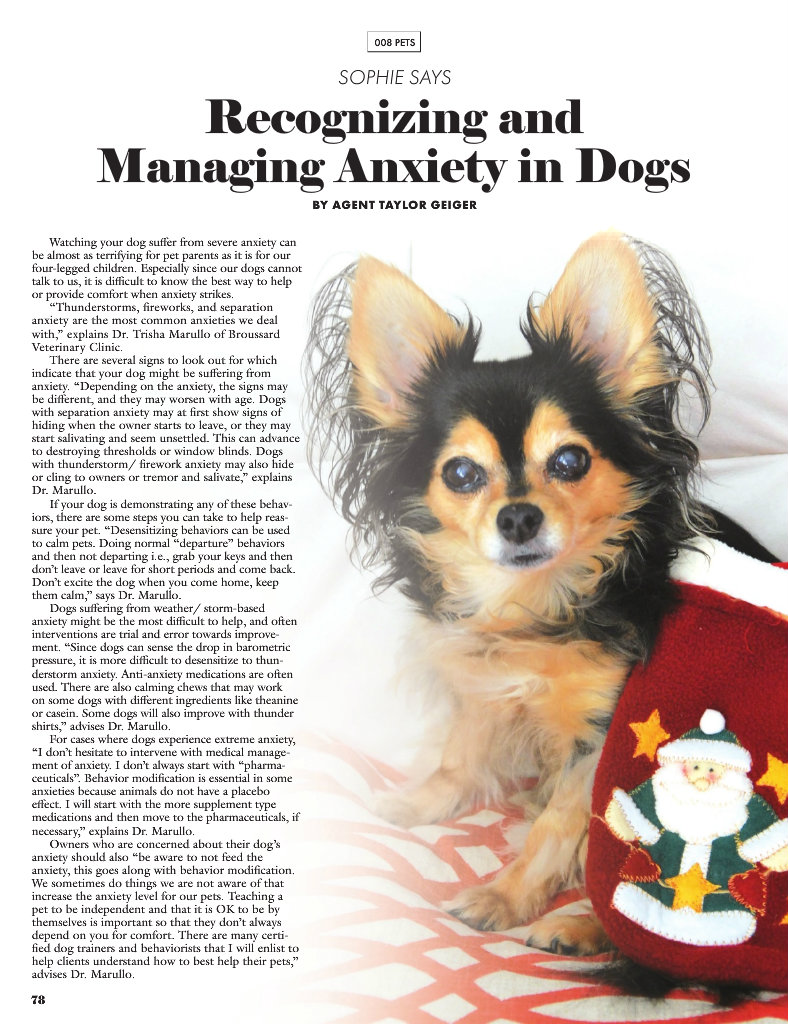 008 PETS
SOPHIE SAYS
Recognizing and
Managing Anxiety in Dogs
BY AGENT TAYLOR GEIGER
Watching your dog suffer from severe anxiety can
be almost as terrifying for pet parents as it is for our
four-legged children. Especially since our dogs cannot
talk to us, it is difficult to know the best way to help
or provide comfort when anxiety strikes.
“Thunderstorms, fireworks, and separation
anxiety are the most common anxieties we deal
with,” explains Dr. Trisha Marullo of Broussard
Veterinary Clinic.
There are several signs to look out for which
indicate that your dog might be suffering from
anxiety. “Depending on the anxiety, the signs may
be different, and they may worsen with age. Dogs
with separation anxiety may at first show signs of
hiding when the owner starts to leave, or they may
start salivating and seem unsettled. This can advance
to destroying thresholds or window blinds. Dogs
with thunderstorm/ firework anxiety may also hide
or cling to owners or tremor and salivate,” explains
Dr. Marullo.
If your dog is demonstrating any of these behav-
iors, there are some steps you can take to help reas-
sure your pet. “Desensitizing behaviors can be used
to calm pets. Doing normal “departure” behaviors
and then not departing i.e., grab your keys and then
don’t leave or leave for short periods and come back.
Don’t excite the dog when you come home, keep
them calm,” says Dr. Marullo.
Dogs suffering from weather/ storm-based
anxiety might be the most difficult to help, and often
interventions are trial and error towards improve-
ment. “Since dogs can sense the drop in barometric
pressure, it is more difficult to desensitize to thun-
derstorm anxiety. Anti-anxiety medications are often
used. There are also calming chews that may work
on some dogs with different ingredients like theanine
or casein. Some dogs will also improve with thunder
shirts,” advises Dr. Marullo.
For cases where dogs experience extreme anxiety,
“I don’t hesitate to intervene with medical manage-
ment of anxiety. I don’t always start with “pharma-
ceuticals”. Behavior modification is essential in some
anxieties because animals do not have a placebo
effect. I will start with the more supplement type
medications and then move to the pharmaceuticals, if
necessary,” explains Dr. Marullo.
Owners who are concerned about their dog’s
anxiety should also “be aware to not feed the
anxiety, this goes along with behavior modification.
We sometimes do things we are not aware of that
increase the anxiety level for our pets. Teaching a
pet to be independent and that it is OK to be by
themselves is important so that they don’t always
depend on you for comfort. There are many certi-
fied dog trainers and behaviorists that I will enlist to
help clients understand how to best help their pets,”
advises Dr. Marullo.
78